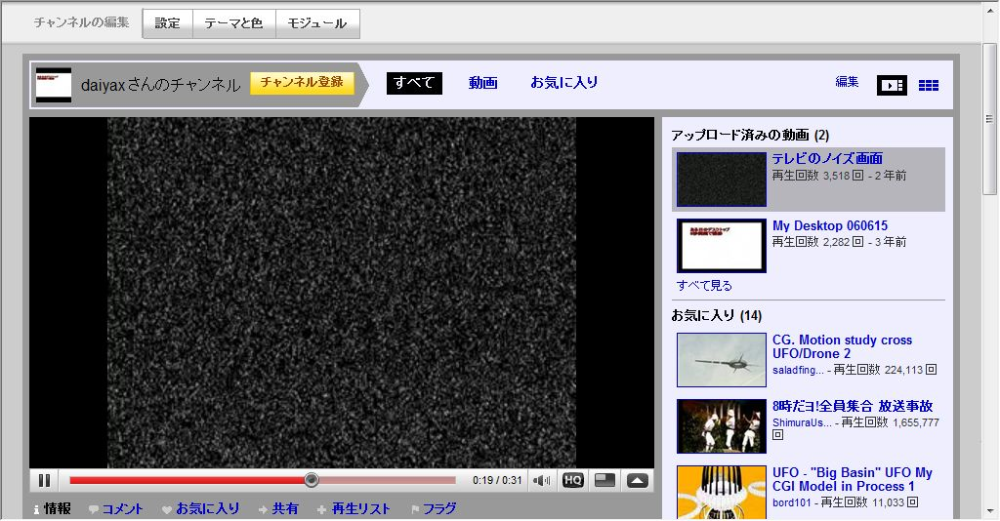 チャンネルの編集 設定 テーマと色 モジュール
daiyaxさんのチャンネル チャンネル登録 すべて 動画 お気に入り 編集
アップロード済みの動画 (2)
テレビのノイズ画面
再生回数 3,518 回 - 2 年前
My Desktop 060615
再生回数 2,282 回 - 3 年前
すべて見る
お気に入り (14)
CG. Motion study cross
UFO/Drone 2
saladfing... - 再生回数 224,113 回
8時だヨ!全員集合 放送事故
ShimuraUs... - 再生回数 1,655,777
回
UFO - "Big Basin" UFO My
CGI Model in Process 1
bord101 - 再生回数 11,033 回
0:19 / 0:31 HQ
情報 コメント お気に入り 共有 再生リスト フラグ